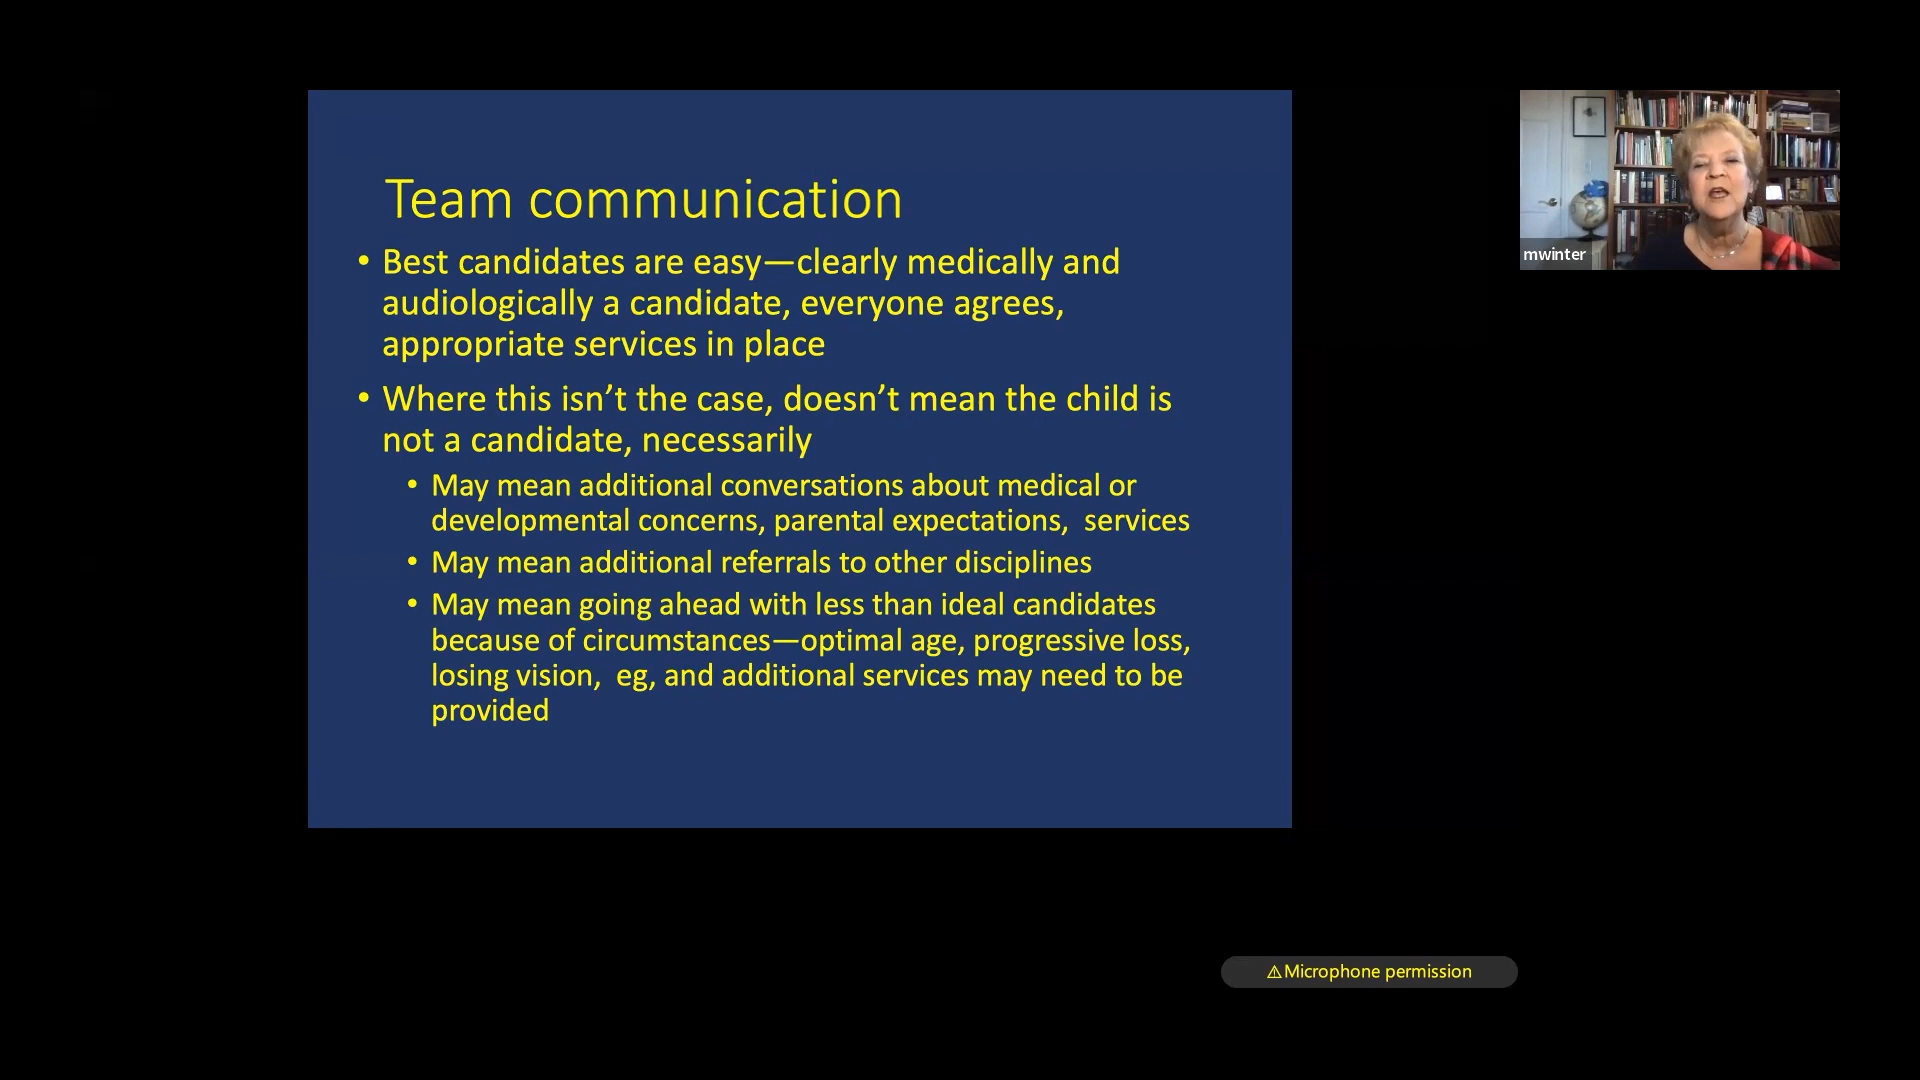 Team communication
• Best candidates are easy—clearly medically and
audiologically a candidate, everyone agrees,
appropriate services in place
• Where this isn’t the case, doesn’t mean the child is
not a candidate, necessarily
• May mean additional conversations about medical or
developmental concerns, parental expectations,  services
• May mean additional referrals to other disciplines
• May mean going ahead with less than ideal candidates
because of circumstances—optimal age, progressive loss,
losing vision,  eg, and additional services may need to be
provided
mwinter
⚠Microphone permission